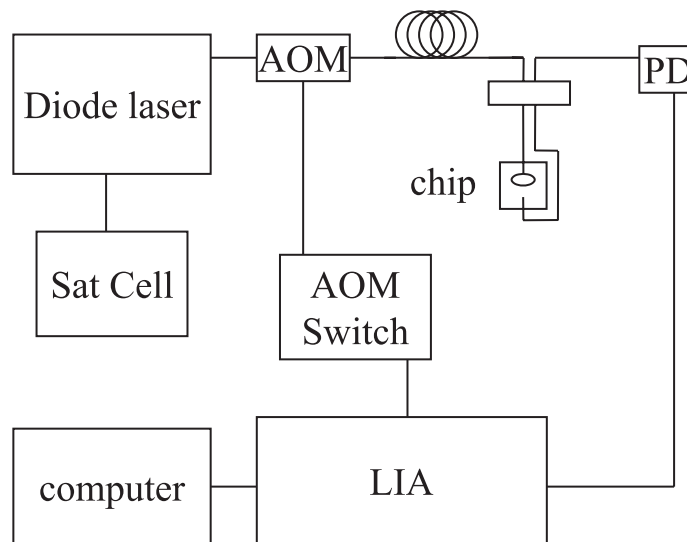 Diode laser
AOM
PD
chip
Sat Cell
AOM
Switch
computer
LIA